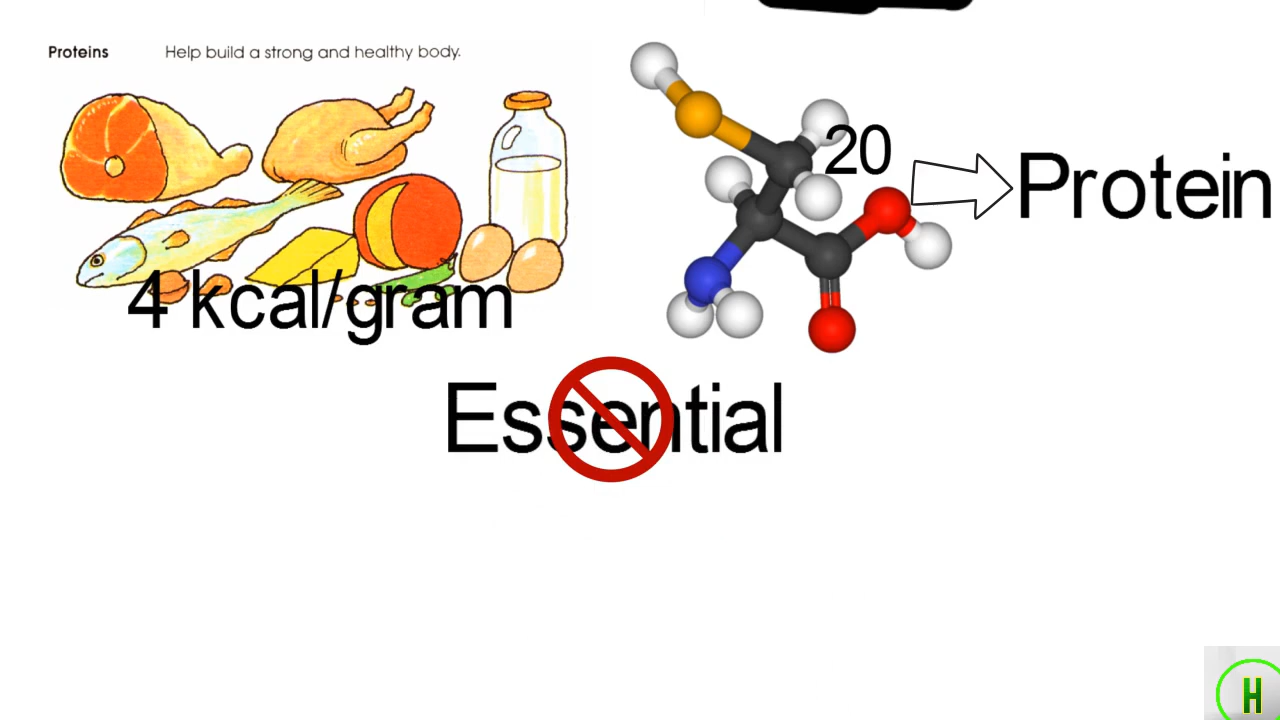 Proteins Help build a strong and healthy body.
20
Protein
4 kcal/gram
Essential
H